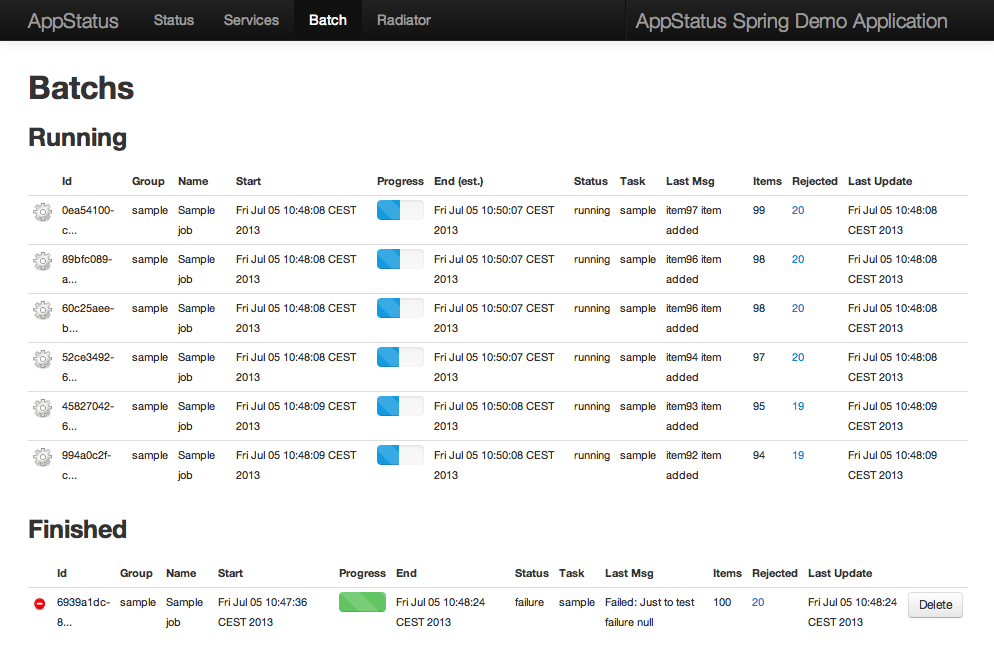 AppStatus Status Services Batch Radiator AppStatus Spring Demo Application
Batchs
Running
Id Group Name Start Progress End (est.) Status Task Last Msg Items Rejected Last Update
0ea54100- sample Sample Fri Jul 05 10:48:08 CEST Fri Jul 05 10:50:07 CEST running sample item97 item 99 20 Fri Jul 05 10:48:08
c... job 2013 2013 added CEST 2013
89bfc089- sample Sample Fri Jul 05 10:48:08 CEST Fri Jul 05 10:50:07 CEST running sample item96 item 98 20 Fri Jul 05 10:48:08
a... job 2013 2013 added CEST 2013
60c25aee- sample Sample Fri Jul 05 10:48:08 CEST Fri Jul 05 10:50:07 CEST running sample item96 item 98 20 Fri Jul 05 10:48:08
b... job 2013 2013 added CEST 2013
52ce3492- sample Sample Fri Jul 05 10:48:08 CEST Fri Jul 05 10:50:07 CEST running sample item94 item 97 20 Fri Jul 05 10:48:08
6... job 2013 2013 added CEST 2013
45827042- sample Sample Fri Jul 05 10:48:09 CEST Fri Jul 05 10:50:08 CEST running sample item93 item 95 19 Fri Jul 05 10:48:09
6... job 2013 2013 added CEST 2013
994a0c2f- sample Sample Fri Jul 05 10:48:09 CEST Fri Jul 05 10:50:08 CEST running sample item92 item 94 19 Fri Jul 05 10:48:09
c... job 2013 2013 added CEST 2013
Finished
Id Group Name Start Progress End Status Task Last Msg Items Rejected Last Update
6939a1dc- sample Sample Fri Jul 05 10:47:36 Fri Jul 05 10:48:24 failure sample Failed: Just to test 100 20 Fri Jul 05 10:48:24 Delete
8... job CEST 2013 CEST 2013 failure null CEST 2013